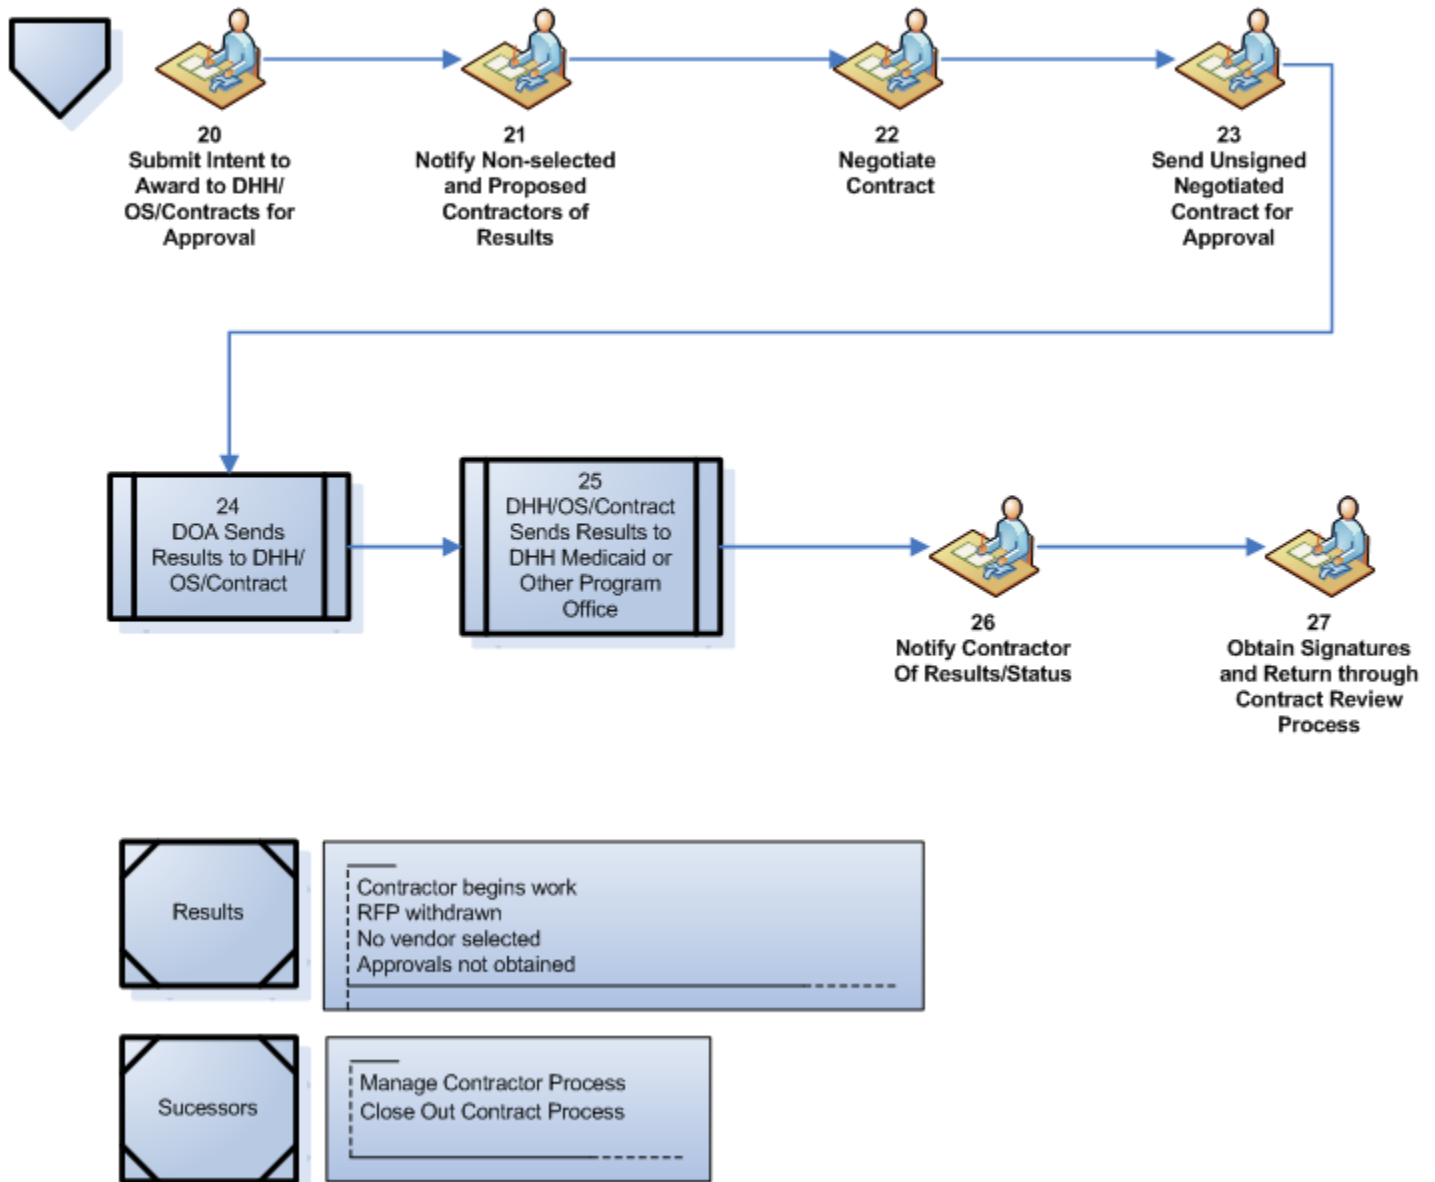 20
Submit Intent to
Award to DHH/
OS/Contracts for
Approval
21
Notify Non-selected
and Proposed
Contractors of
Results
22
Negotiate
Contract
23
Send Unsigned
Negotiated
Contract for
Approval
24
DOA Sends
Results to DHH/
OS/Contract
25
DHH/OS/Contract
Sends Results to
DHH Medicaid or
Other Program
Office
26
Notify Contractor
Of Results/Status
27
Obtain Signatures
and Return through
Contract Review
Process
Results
Contractor begins work
RFP withdrawn
No vendor selected
Approvals not obtained
Sucessors
Manage Contractor Process
Close Out Contract Process